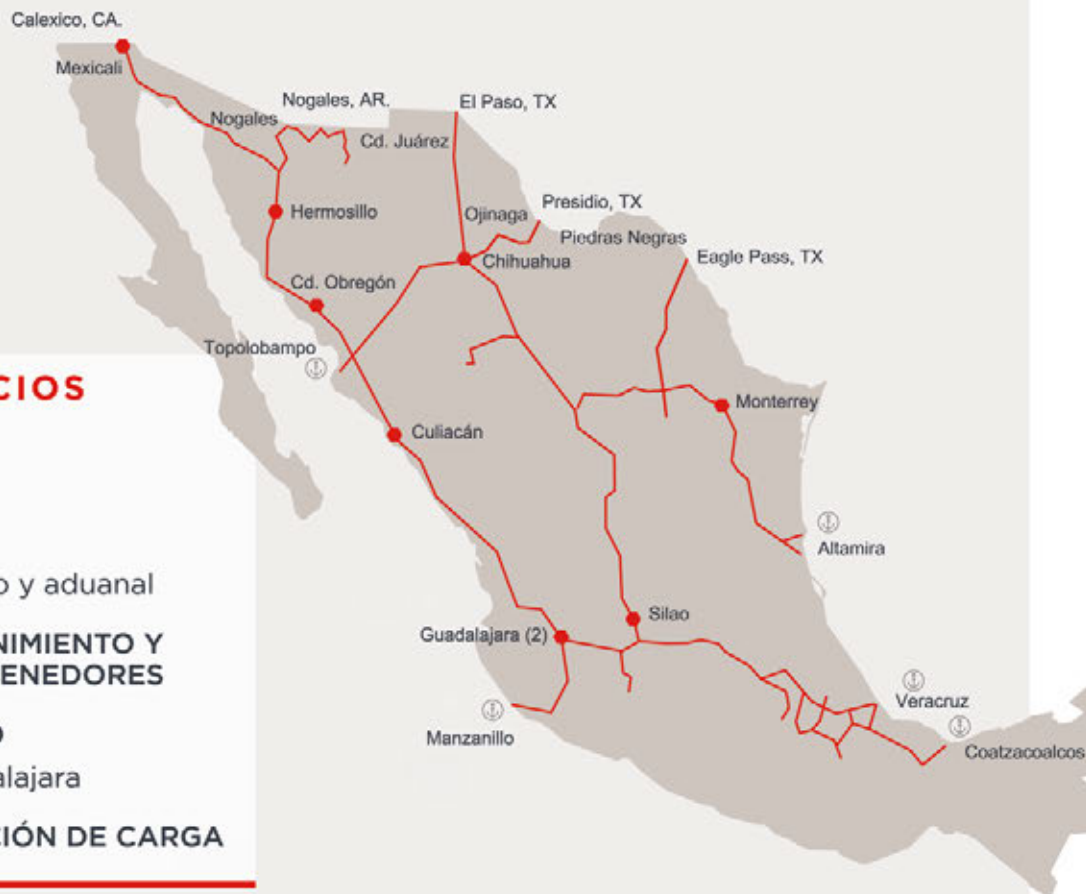 Calexico, CA.
Mexicali
Nogales, AR.
Nogales
El Paso, TX
Cd. Juárez
Hermosillo
Ojinaga
Presidio, TX
Piedras Negras
Eagle Pass, TX
Chihuahua
Cd. Obregón
Topolobampo
CIOS
Monterrey
Culiacán
Altamira
o y aduanal
Silao
NIMIENTO Y
Guadalajara (2)
ENEDORES
Veracruz
O
Manzanillo
Coatzacoalcos
alajara
CIÓN DE CARGA